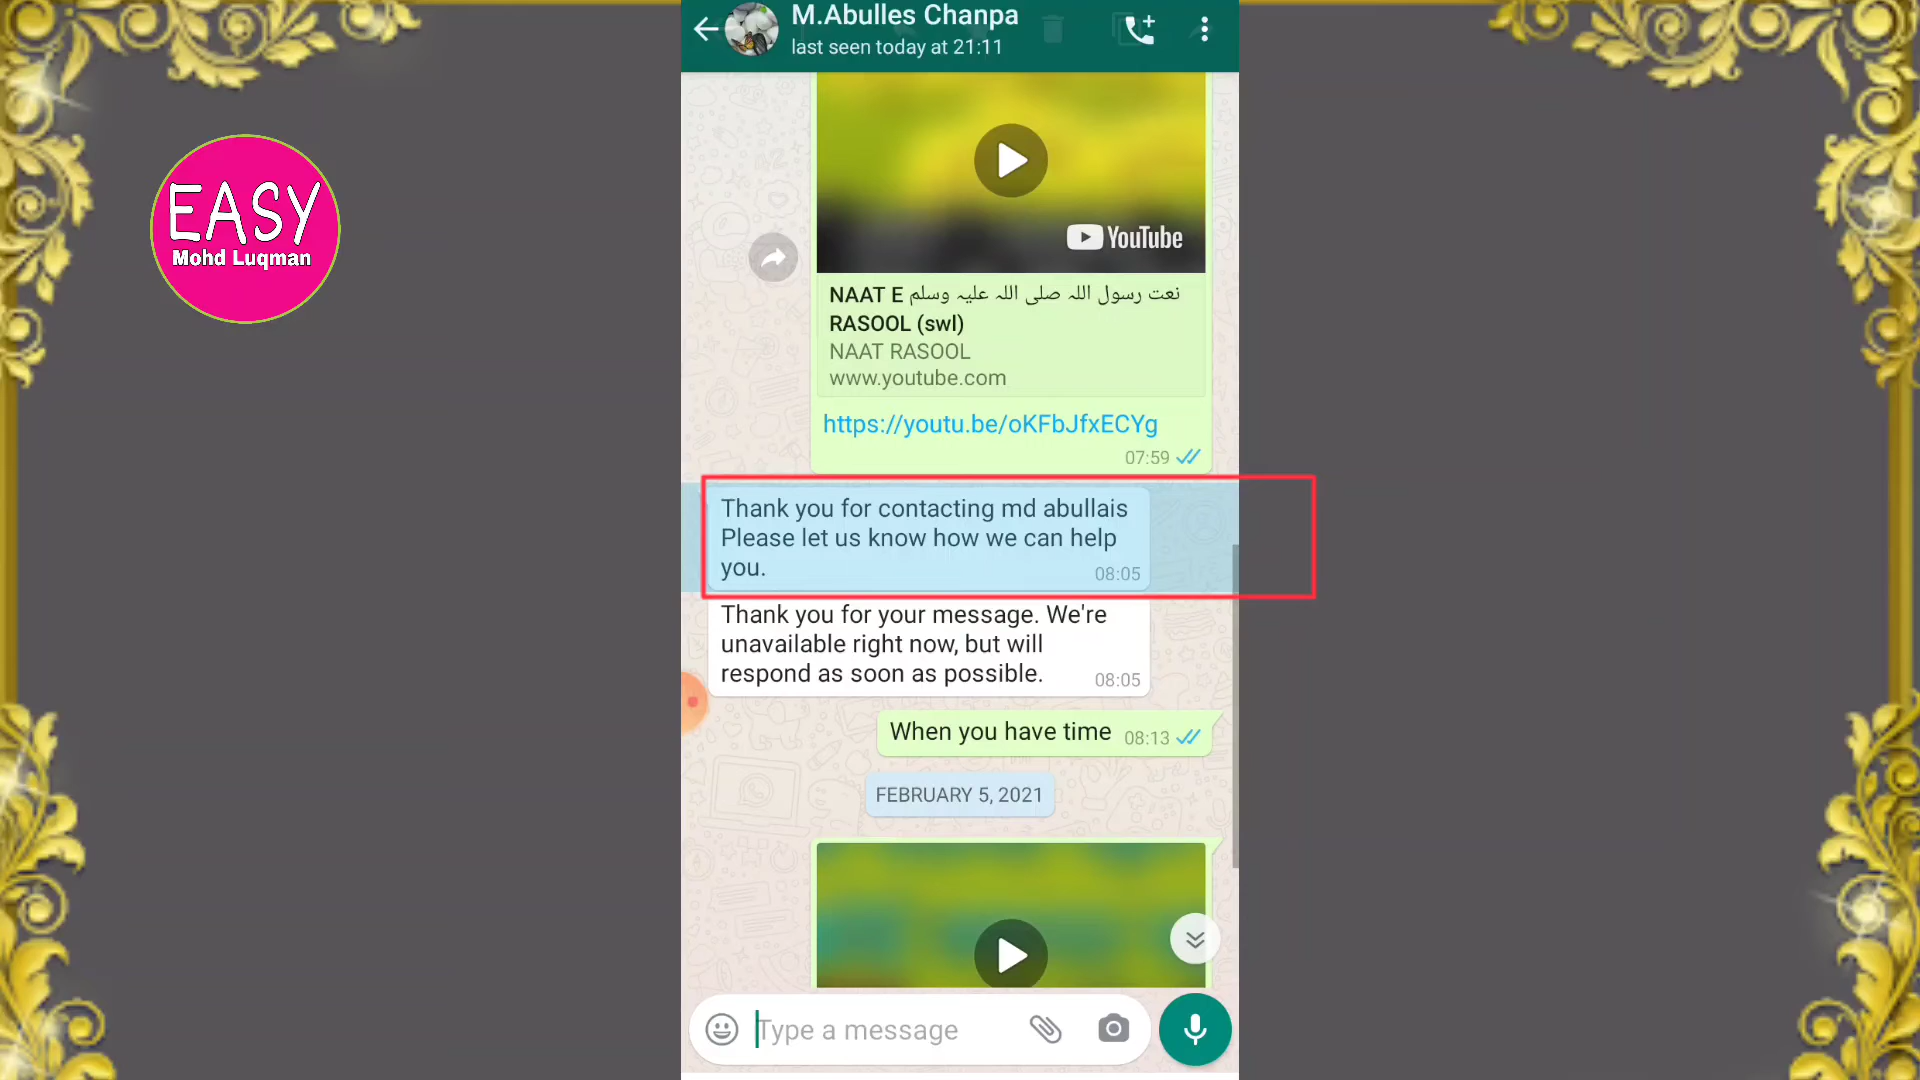 M.Abulles Chanpa
last seen today at 21:11
EASY
Mohd Luqman
YouTube
NAAT E نعت رسول اللہ صلی اللہ علیہ وسلم
RASOOL (swl)
NAAT RASOOL
www.youtube.com
https://youtu.be/oKFbJfxECYg
07:59
Thank you for contacting md abullais
Please let us know how we can help
you.
08:05
Thank you for your message. We're
unavailable right now, but will
respond as soon as possible.
08:05
When you have time 08:13
FEBRUARY 5, 2021
Type a message